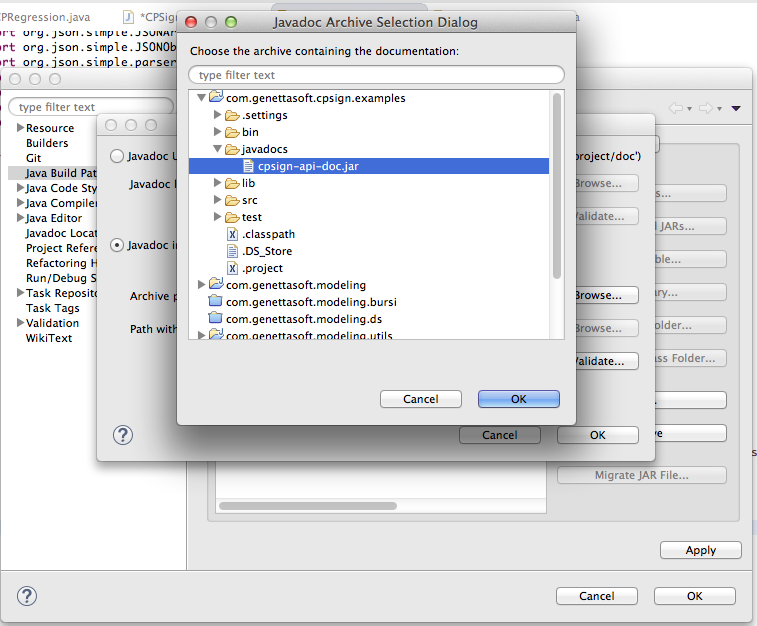 CPRegression.java
*CPSign
a
rt org.json.simple.JSONAr
rt org.json.simple.JSONOb
rt org.json.simple.parser
Javadoc Archive Selection Dialog
Choose the archive containing the documentation:
type filter text
com.genettasoft.cpsign.examples
.settings
bin
javadocs
cpsign-api-doc.jar
lib
src
test
.classpath
.DS_Store
.project
com.genettasoft.modeling
com.genettasoft.modeling.bursi
com.genettasoft.modeling.ds
com.genettasoft.modeling.utils
Cancel
OK
type filter text
Resource
Builders
Git
Java Build Pat
Java Code Sty
Java Compiler
Java Editor
Javadoc Locat
Project Refere
Refactoring H
Run/Debug S
Task Reposito
Task Tags
Validation
WikiText
Javadoc U
Javadoc l
Javadoc in
Archive p
Path with
project/doc')
Browse...
Validate...
Browse...
Browse...
Validate...
?
Cancel
OK
s...
JARs...
ble...
ary...
older...
ass Folder...
.
ve
Migrate JAR File...
s
Apply
?
Cancel
OK